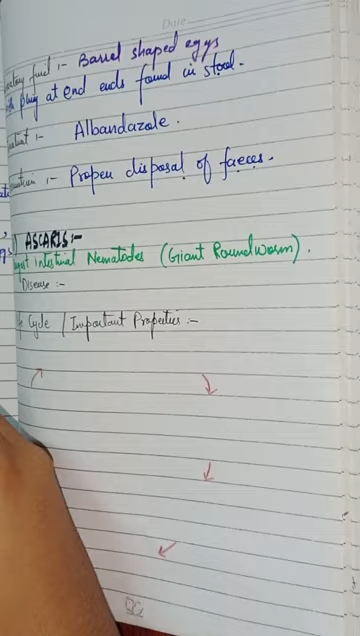 Date
fuel :- Barrel shaped eggs
plug at end ends found in stool.
:- Albandazole.
:- Proper disposal of faeces.
ASCARIS:-
Intestinal Nematodes (Giant Roundworm).
Disease :-
Cycle / Important Properties :-